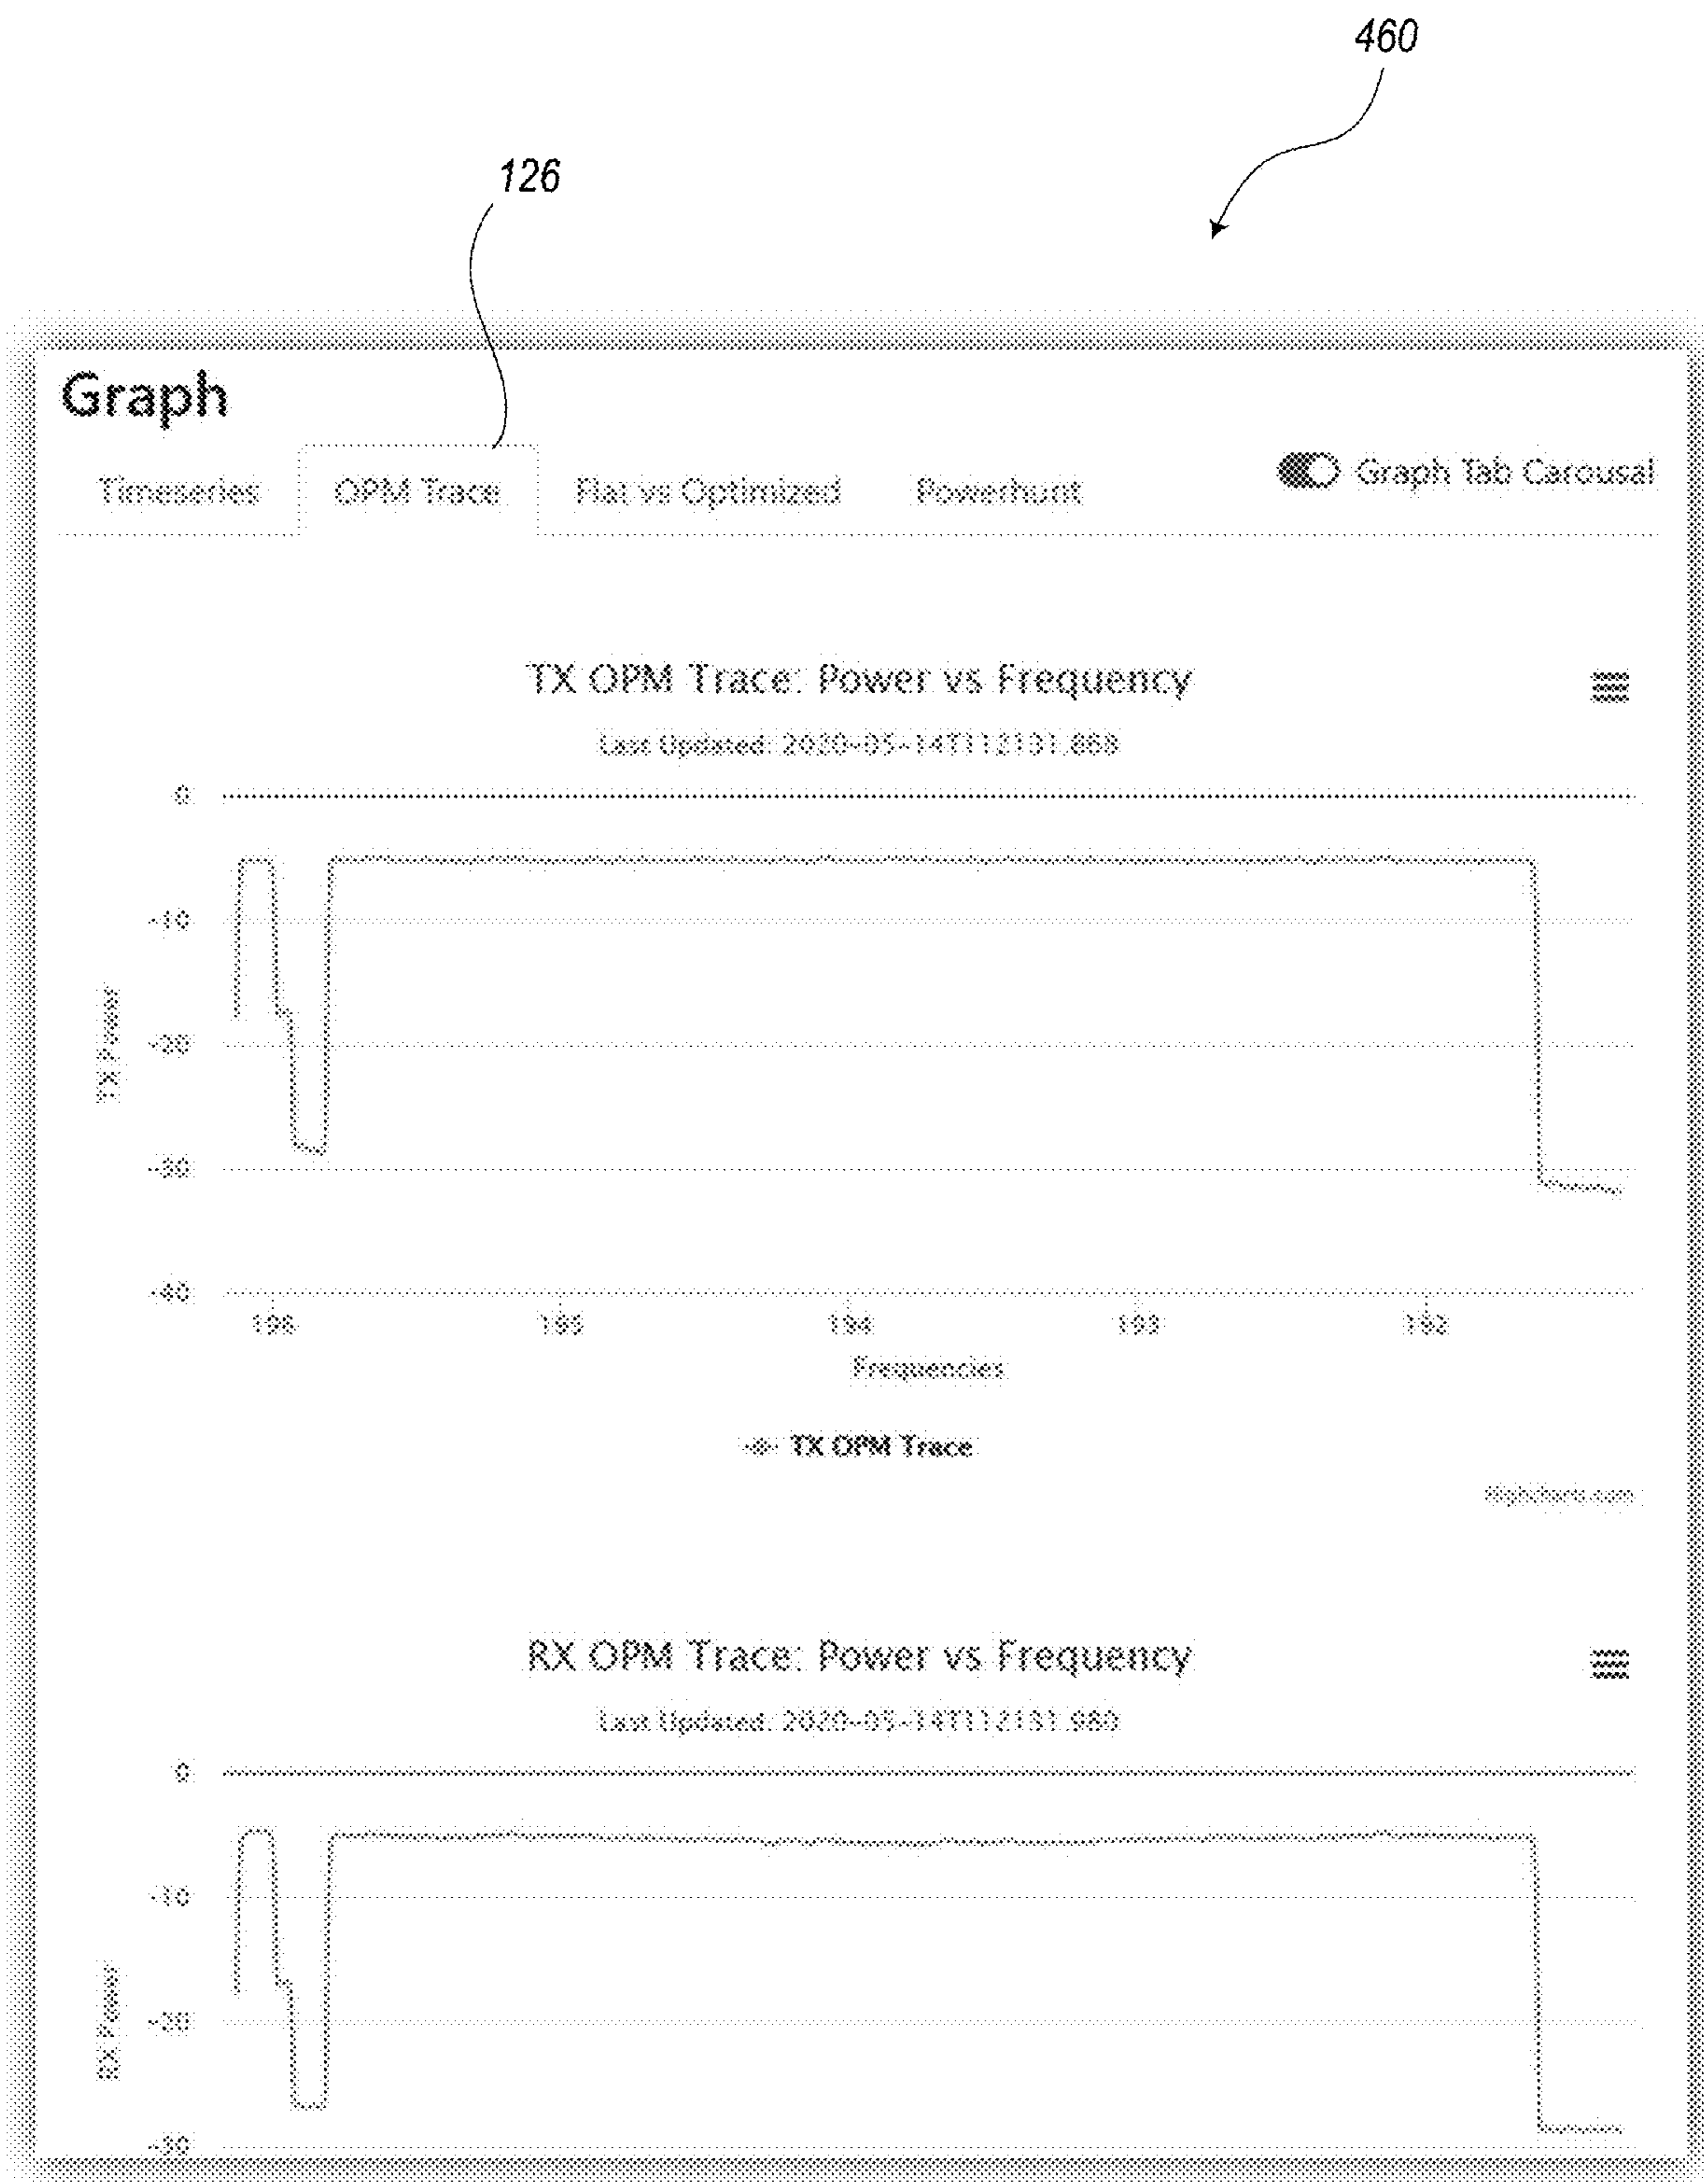 460
126
Graph
Timeseries OPM Trace Flat vs Optimized Powerhunt Graph Tab Carousal
TX OPM Trace: Power vs Frequency
Last Updated: 2020-05-14T112131.868
0
-10
-20
-30
-40
TX Power
196 195 194 193 192
Frequencies
TX OPM Trace
Highcharts.com
RX OPM Trace: Power vs Frequency
Last Updated: 2020-05-14T112131.980
0
-10
-20
-30
RX Power